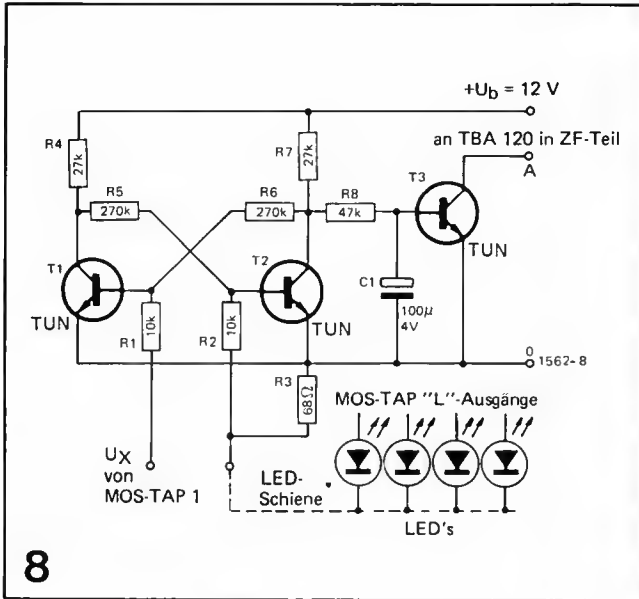 +Ub = 12 V
an TBA 120 in ZF-Teil
A
R4
27k
R7
27k
T3
R5
270k
R6
270k
R8
47k
TUN
T1
T2
C1
100µ
4V
TUN
R1
10k
R2
10k
TUN
0
1562-8
R3
68Ω
MOS-TAP "L"-Ausgänge
UX
von
MOS-TAP 1
LED-
Schiene
LED's
8